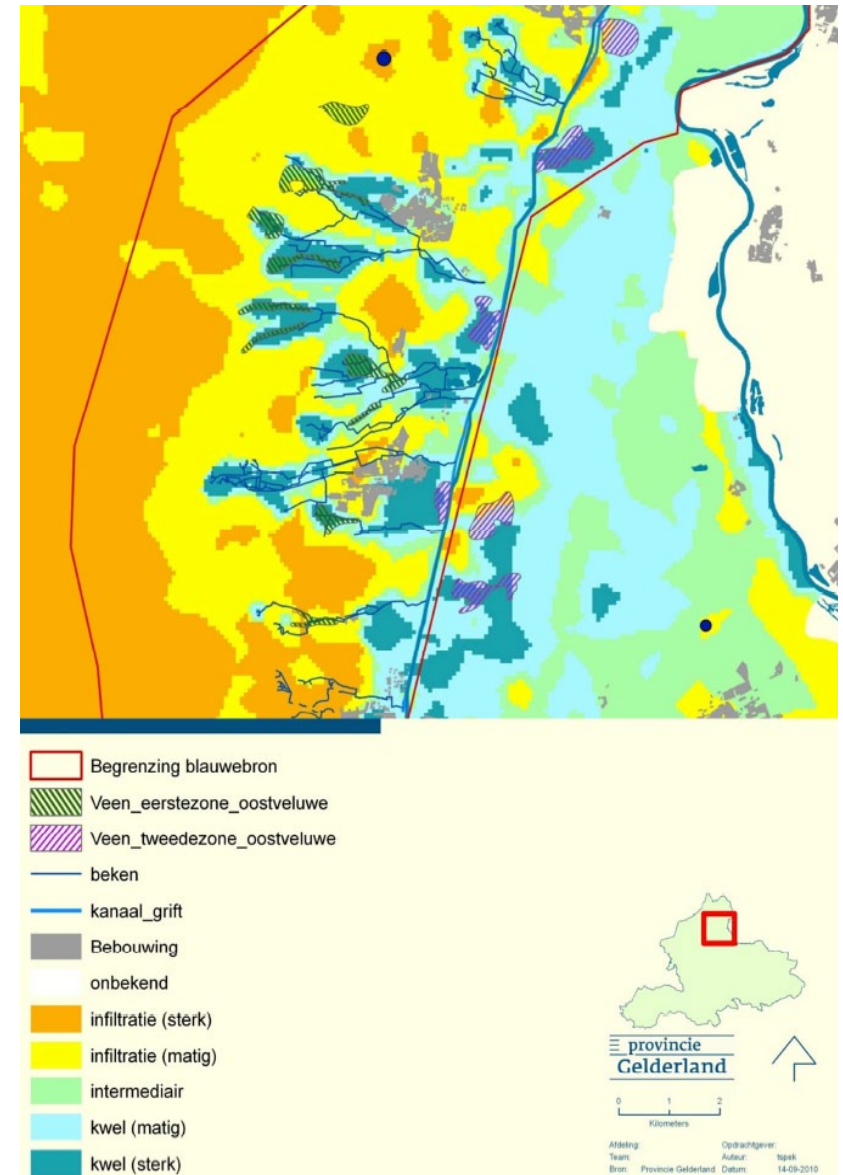 Begrenzing blauwebron
Veen_eerstezone_oostveluwe
Veen_tweedezone_oostveluwe
beken
kanaal_grift
Bebouwing
onbekend
infiltratie (sterk)
infiltratie (matig)
intermediair
kwel (matig)
kwel (sterk)
provincie
Gelderland
0 1 2
Kilometers
Afdeling: Opdrachtgever:
Team: Auteur: tspek
Bron: Provincie Gelderland Datum: 14-09-2010